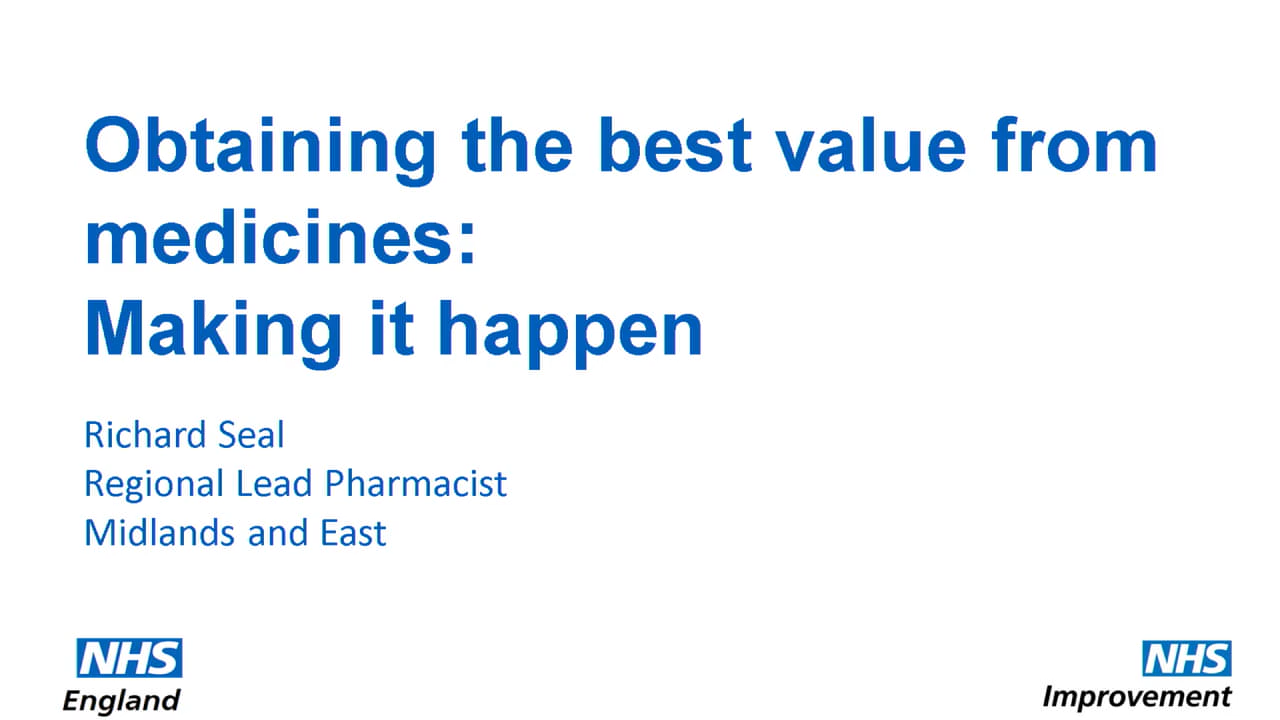 Obtaining the best value from
medicines:
Making it happen
Richard Seal
Regional Lead Pharmacist
Midlands and East
NHS
England
NHS
Improvement